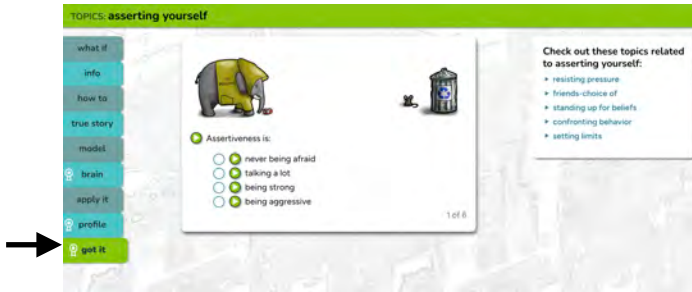 TOPICS: asserting yourself
what if
info
how to
true story
model
brain
apply it
profile
got it
Assertiveness is:
never being afraid
talking a lot
being strong
being aggressive
1 of 6
Check out these topics related
to asserting yourself:
resisting pressure
friends-choice of
standing up for beliefs
confronting behavior
setting limits